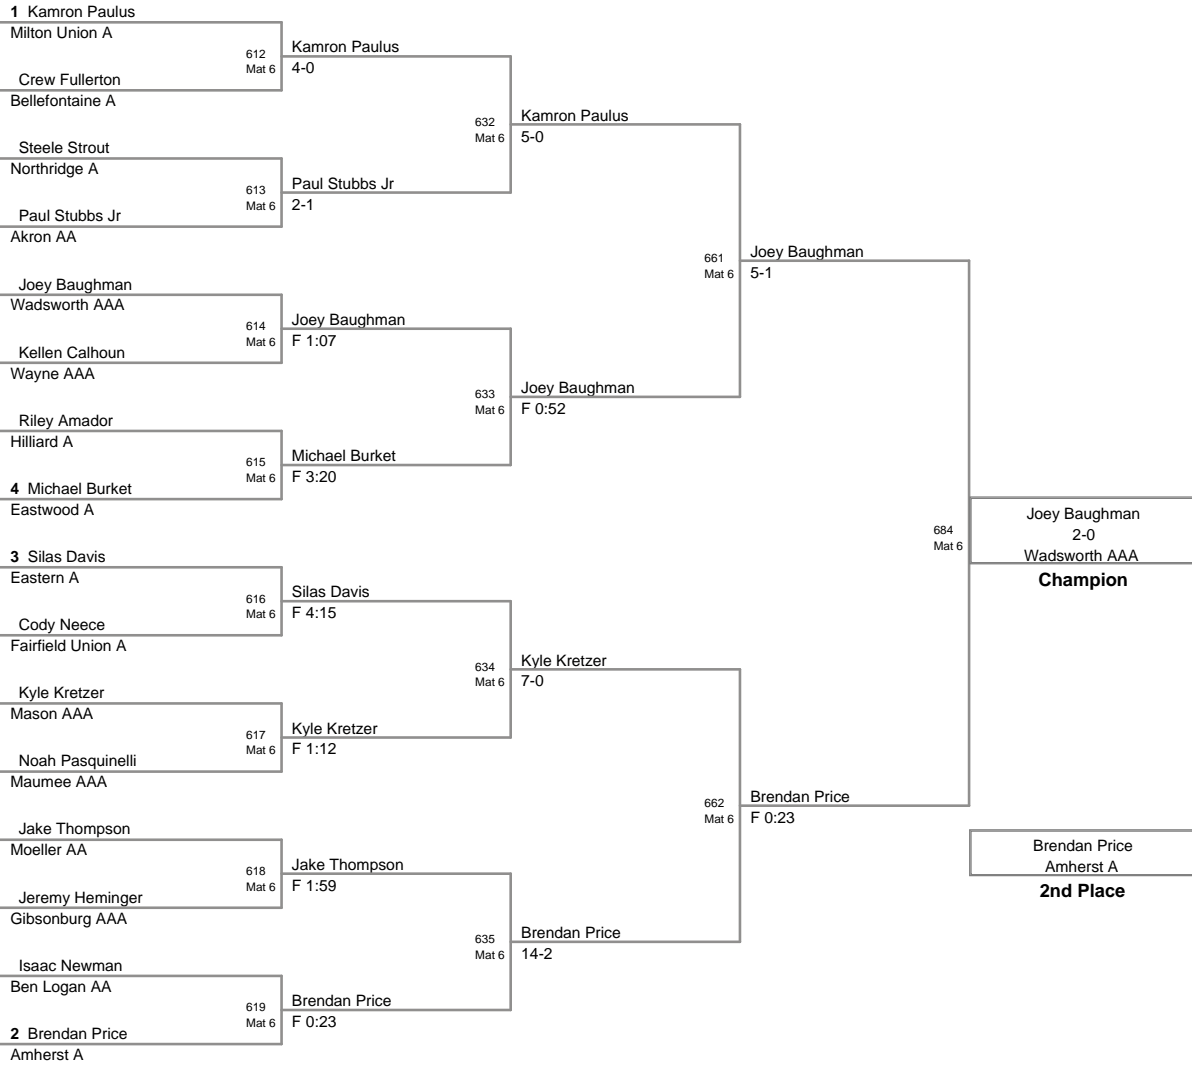 1 Kamron Paulus
Milton Union A
612
Mat 6
Kamron Paulus
4-0
Crew Fullerton
Bellefontaine A
632
Mat 6
Kamron Paulus
5-0
Steele Strout
Northridge A
613
Mat 6
Paul Stubbs Jr
2-1
Paul Stubbs Jr
Akron AA
661
Mat 6
Joey Baughman
5-1
Joey Baughman
Wadsworth AAA
614
Mat 6
Joey Baughman
F 1:07
Kellen Calhoun
Wayne AAA
633
Mat 6
Joey Baughman
F 0:52
Riley Amador
Hilliard A
615
Mat 6
Michael Burket
F 3:20
4 Michael Burket
Eastwood A
684
Mat 6
Joey Baughman
2-0
Wadsworth AAA
Champion
3 Silas Davis
Eastern A
616
Mat 6
Silas Davis
F 4:15
Cody Neece
Fairfield Union A
634
Mat 6
Kyle Kretzer
7-0
Kyle Kretzer
Mason AAA
617
Mat 6
Kyle Kretzer
F 1:12
Noah Pasquinelli
Maumee AAA
662
Mat 6
Brendan Price
F 0:23
Jake Thompson
Moeller AA
618
Mat 6
Jake Thompson
F 1:59
Brendan Price
Amherst A
2nd Place
Jeremy Heminger
Gibsonburg AAA
635
Mat 6
Brendan Price
14-2
Isaac Newman
Ben Logan AA
619
Mat 6
Brendan Price
F 0:23
2 Brendan Price
Amherst A